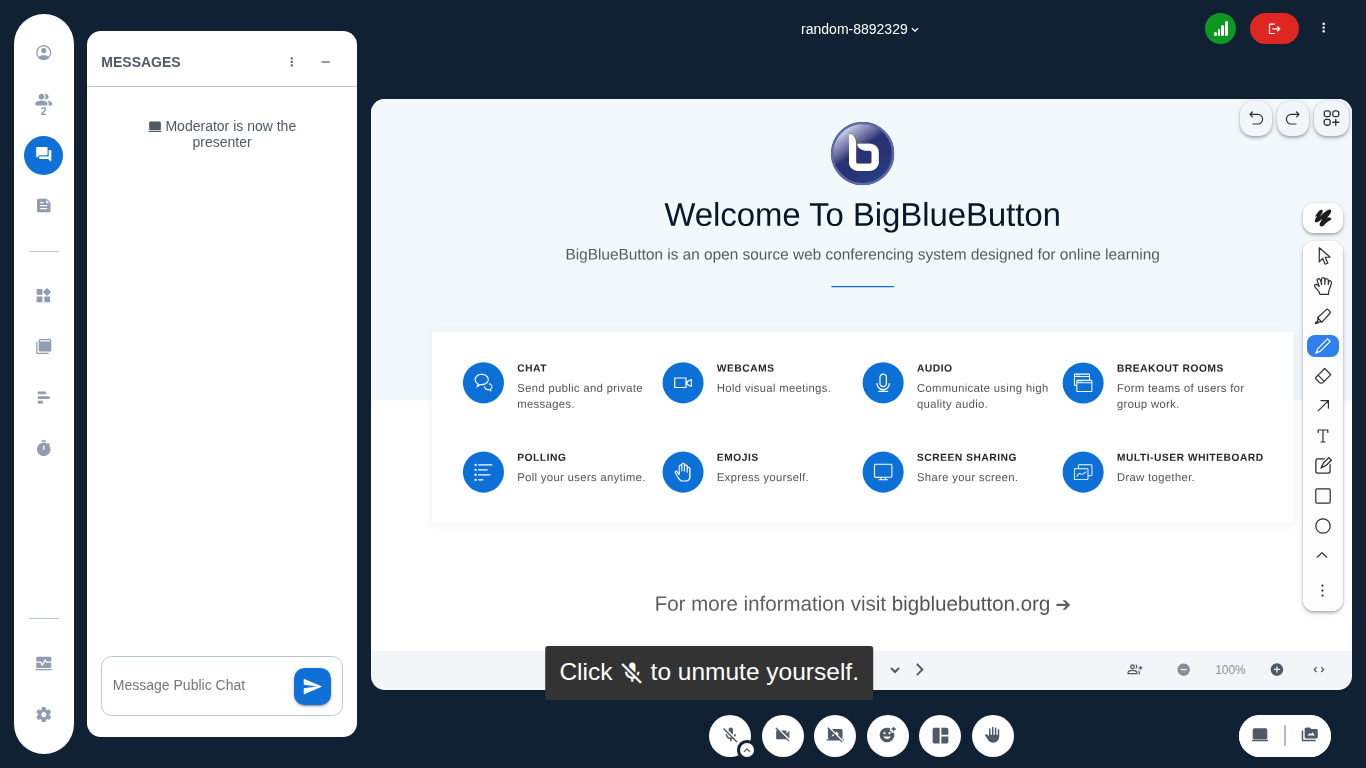 random-8892329
2
MESSAGES
Moderator is now the
presenter
Message Public Chat
Welcome To BigBlueButton
BigBlueButton is an open source web conferencing system designed for online learning
CHAT
Send public and private
messages.
WEBCAMS
Hold visual meetings.
AUDIO
Communicate using high
quality audio.
BREAKOUT ROOMS
Form teams of users for
group work.
POLLING
Poll your users anytime.
EMOJIS
Express yourself.
SCREEN SHARING
Share your screen.
MULTI-USER WHITEBOARD
Draw together.
For more information visit bigbluebutton.org ➔
Click to unmute yourself.
100%